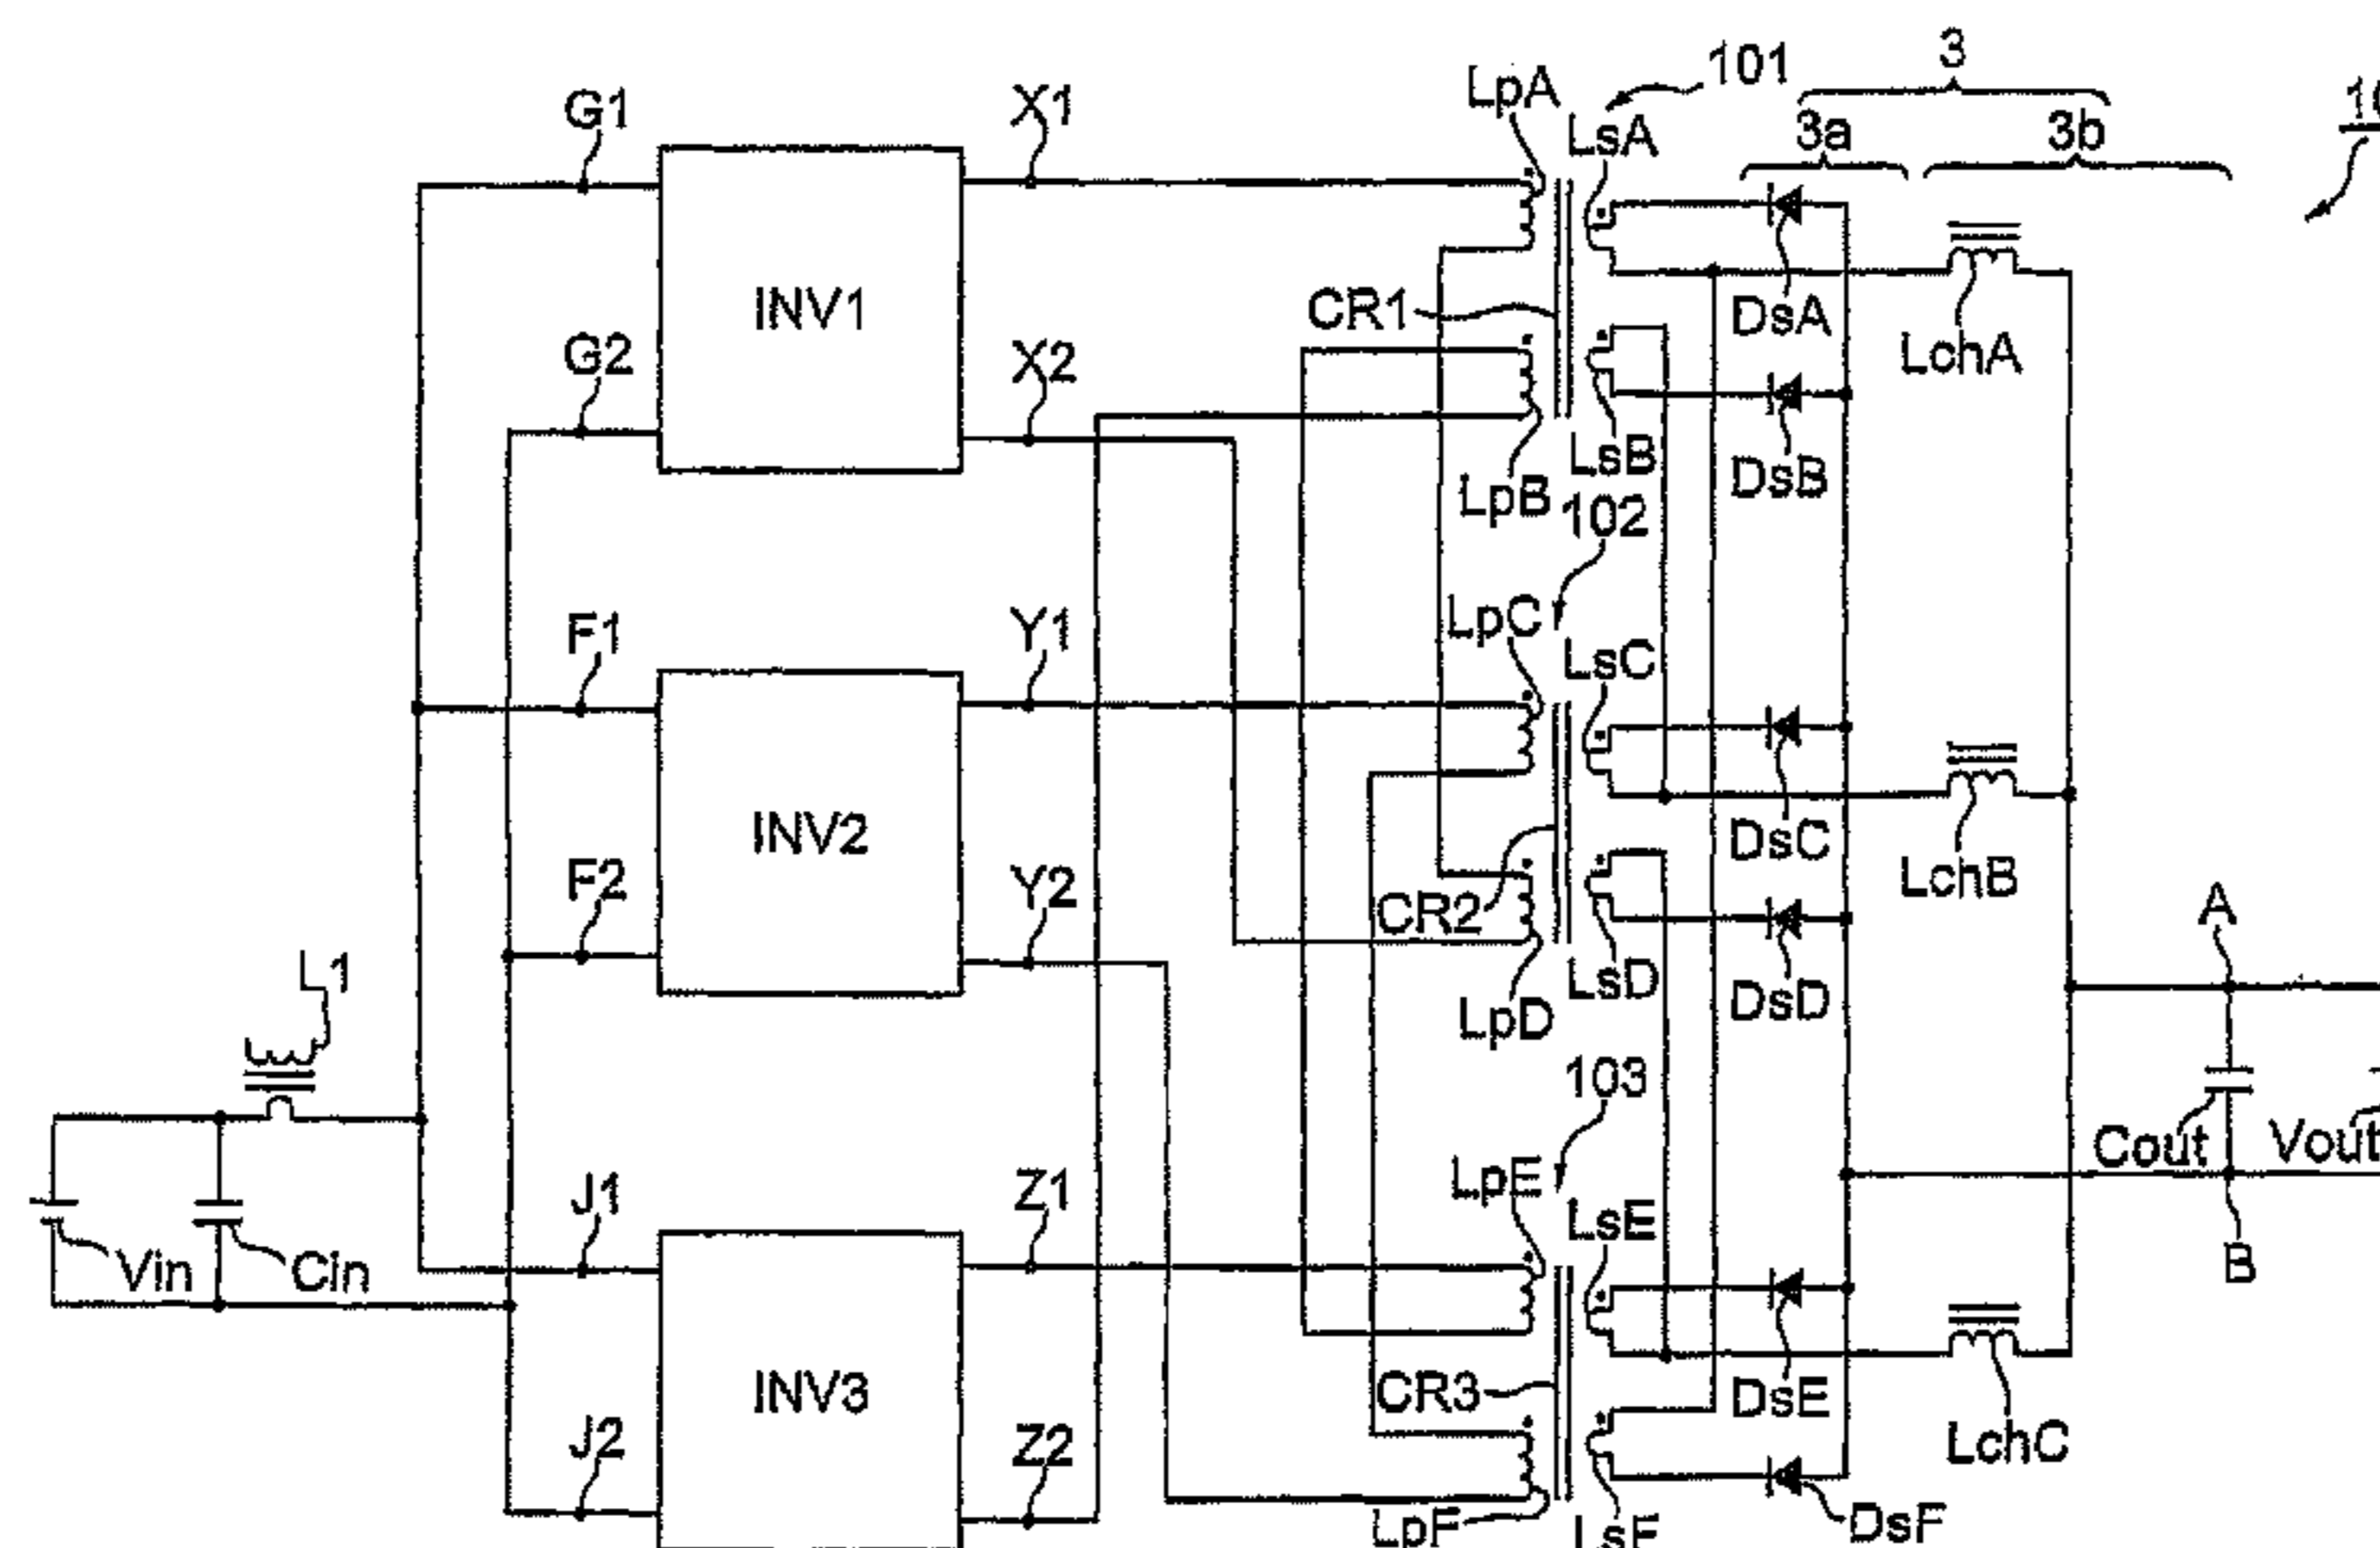 3
101
LpA
LsA
3a
3b
10
G1
X1
INV1
CR1
DsA
LchA
G2
X2
LpB
LsB
DsB
102
F1
Y1
LpC
LsC
INV2
DsC
LchB
F2
Y2
CR2
LpD
LsD
DsD
A
L1
103
Cout
Vout
J1
Z1
LpE
LsE
Vin
Cin
B
INV3
CR3
DsE
LchC
J2
Z2
LpF
LsF
DsF